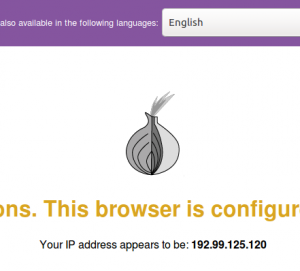 also available in the following languages: English
ons. This browser is configur
Your IP address appears to be: 192.99.125.120